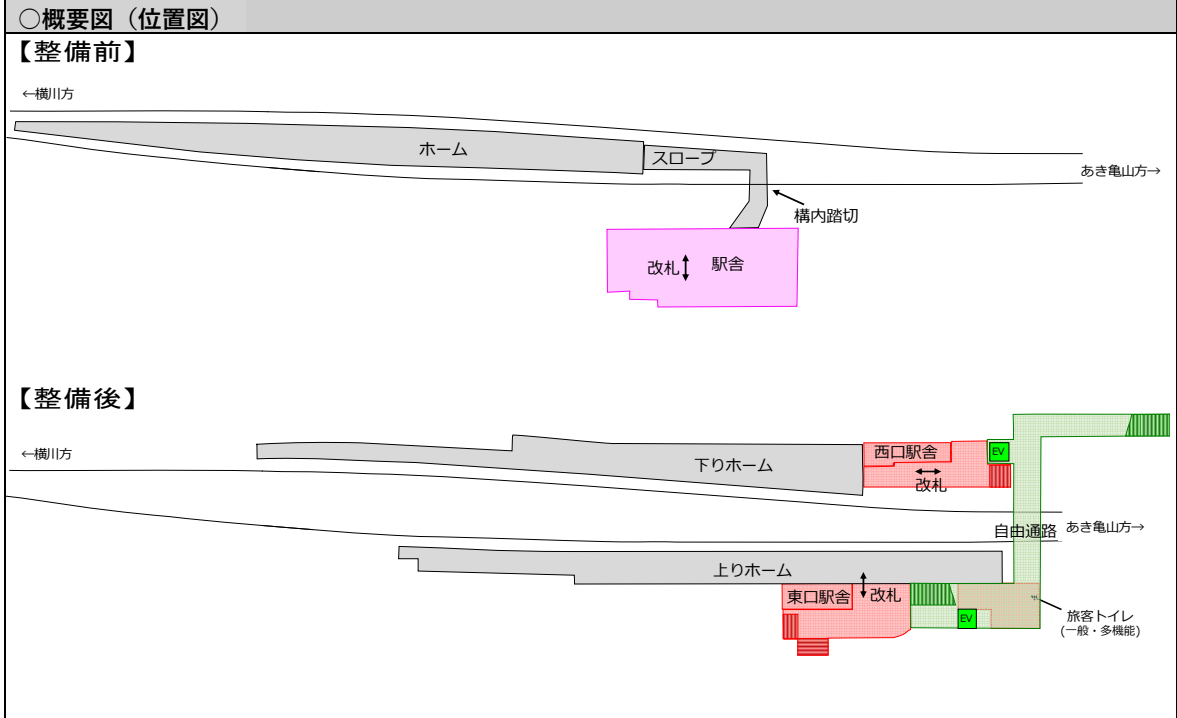 ○概要図（位置図）
【整備前】
←横川方
ホーム
スロープ
あき亀山方→
構内踏切
改札
駅舎
【整備後】
←横川方
下りホーム
西口駅舎
EV
改札
自由通路
あき亀山方→
上りホーム
東口駅舎
改札
EV
旅客トイレ
(一般・多機能)